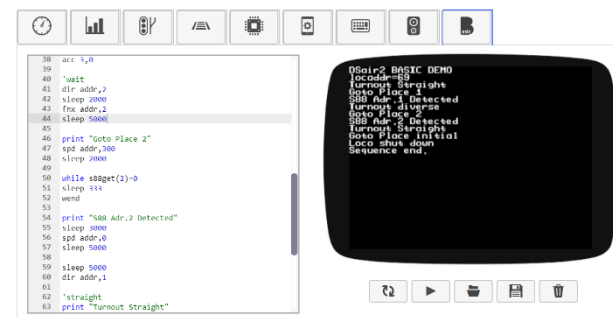 BASIC
38 acc 3,0
39
40 'wait
41 dir addr,2
42 sleep 2000
43 fnx addr,2
44 sleep 5000
45
46 print "Goto Place 2"
47 spd addr,300
48 sleep 2000
49
50 while s88get(2)=0
51 sleep 333
52 wend
53
54 print "S88 Adr.2 Detected"
55 sleep 3000
56 spd addr,0
57 sleep 5000
58
59 sleep 5000
60 dir addr,1
61
62 'straight
63 print "Turnout Straight"
DSair2 BASIC DEMO
locaddr=69
Turnout Straight
Goto Place 1
S88 Adr.1 Detected
Turnout diverse
Goto Place 2
S88 Adr.2 Detected
Turnout Straight
Goto Place initial
Loco shut down
Sequence end.